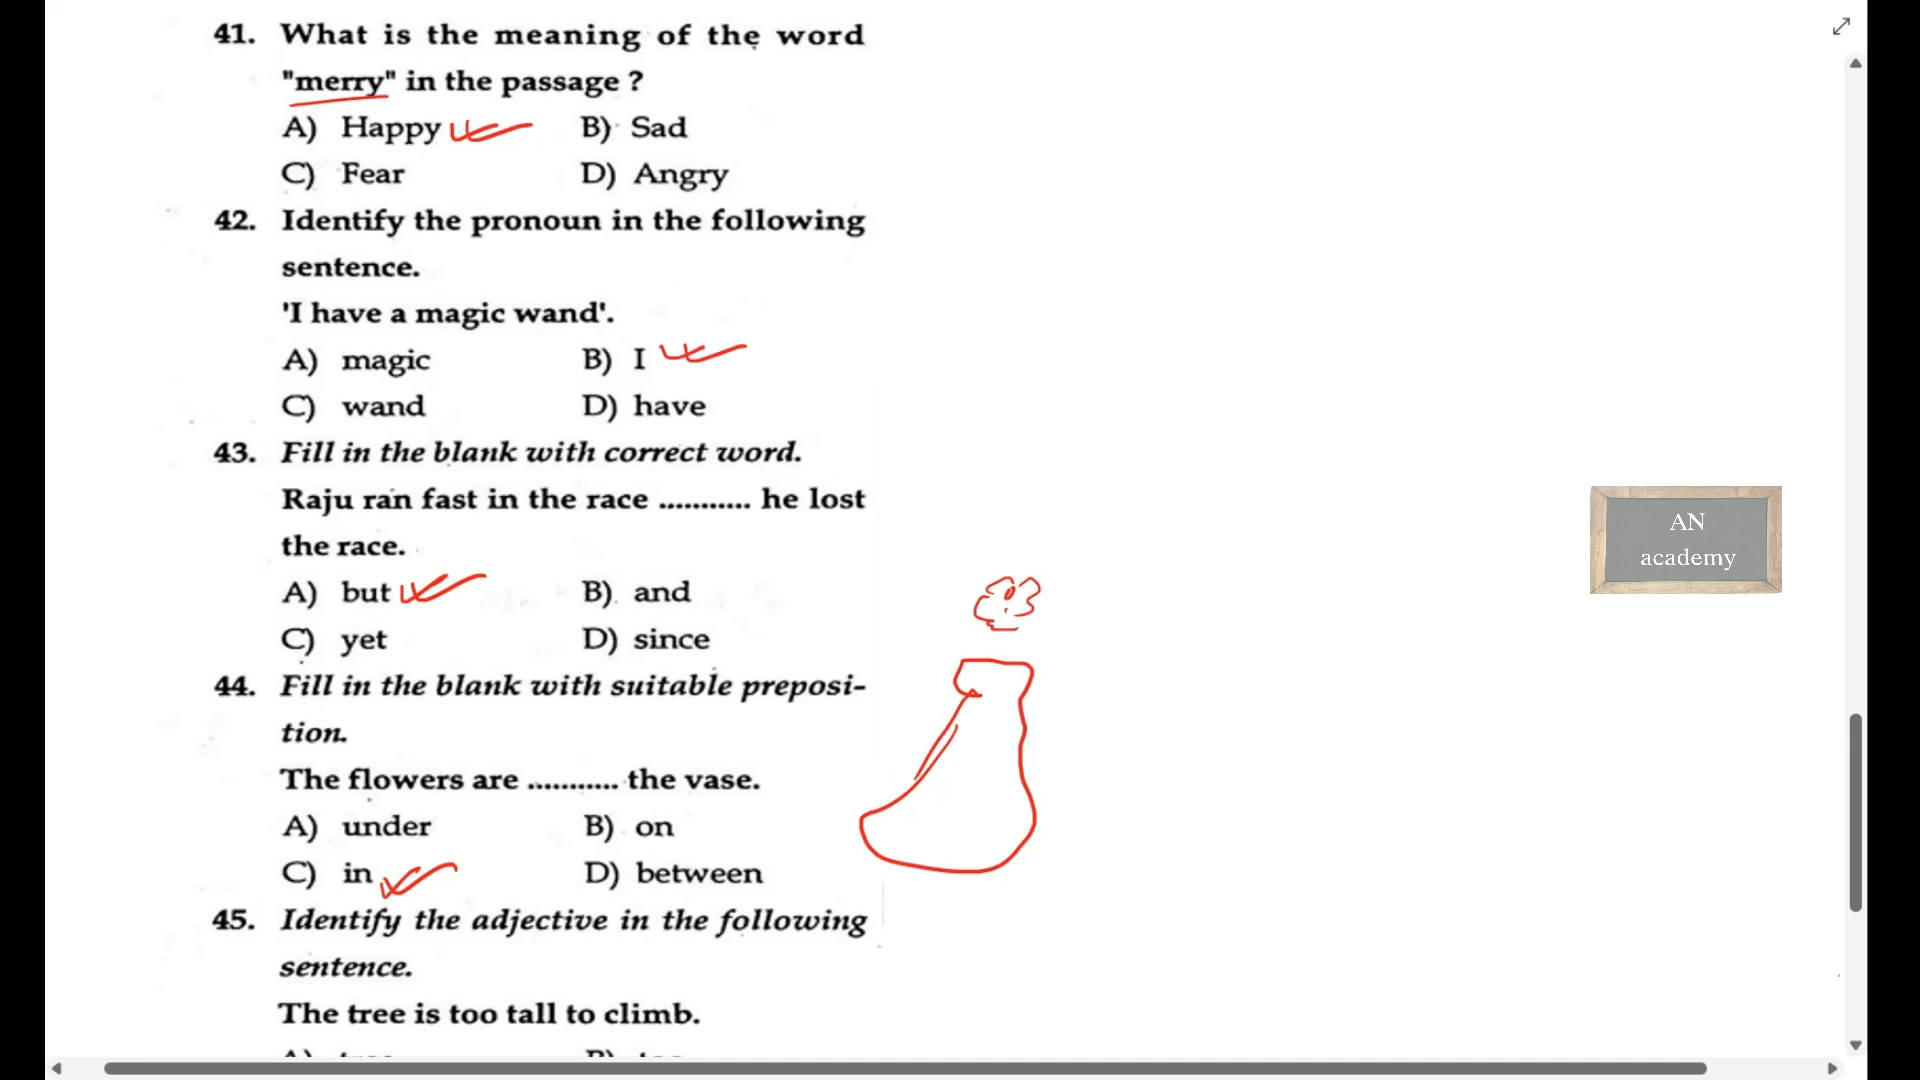 41. What is the meaning of the word
"merry" in the passage ?
A) Happy B) Sad
C) Fear D) Angry
42. Identify the pronoun in the following
sentence.
'I have a magic wand'.
A) magic B) I
C) wand D) have
43. Fill in the blank with correct word.
Raju ran fast in the race ........... he lost
the race.
A) but B) and
C) yet D) since
44. Fill in the blank with suitable preposi-
tion.
The flowers are ........... the vase.
A) under B) on
C) in D) between
45. Identify the adjective in the following
sentence.
The tree is too tall to climb.
AN
academy